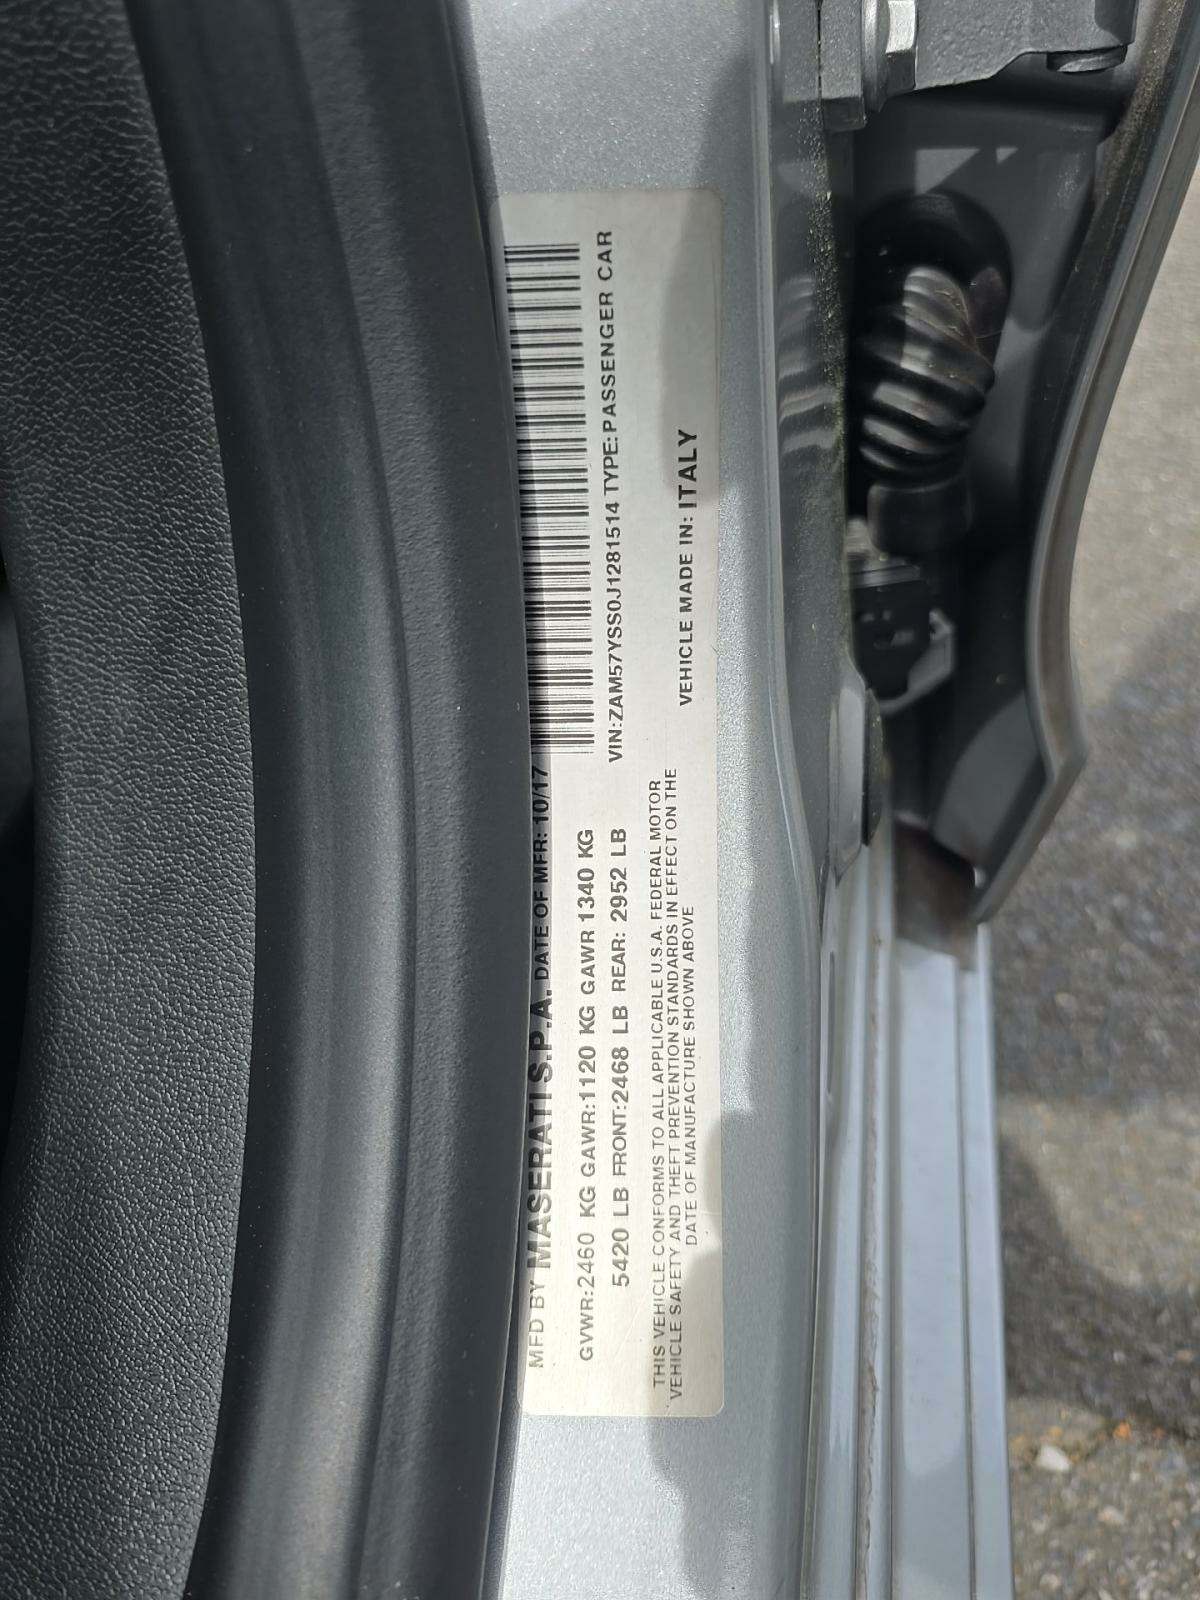 MFD BY MASERATI S.P.A. DATE OF MFR: 10/17
GVWR:2460 KG GAWR:1120 KG GAWR 1340 KG
5420 LB FRONT:2468 LB REAR: 2952 LB
THIS VEHICLE CONFORMS TO ALL APPLICABLE U.S.A. FEDERAL MOTOR
VEHICLE SAFETY AND THEFT PREVENTION STANDARDS IN EFFECT ON THE
DATE OF MANUFACTURE SHOWN ABOVE
VIN:ZAM57YSS0J1281514 TYPE:PASSENGER CAR
VEHICLE MADE IN: ITALY